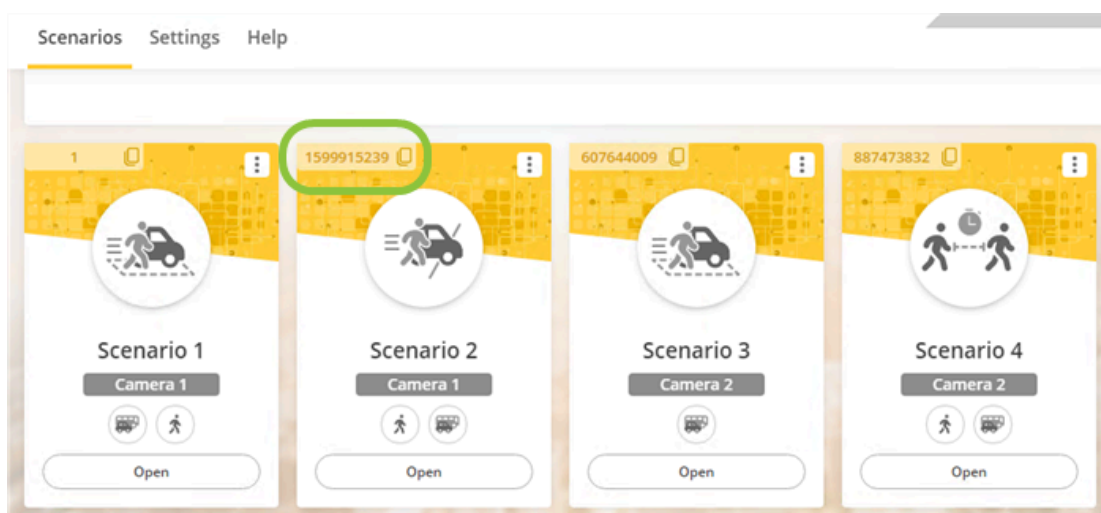 Scenarios Settings Help
1 1599915239 607644009 887473832
Scenario 1 Scenario 2 Scenario 3 Scenario 4
Camera 1 Camera 1 Camera 2 Camera 2
Open Open Open Open